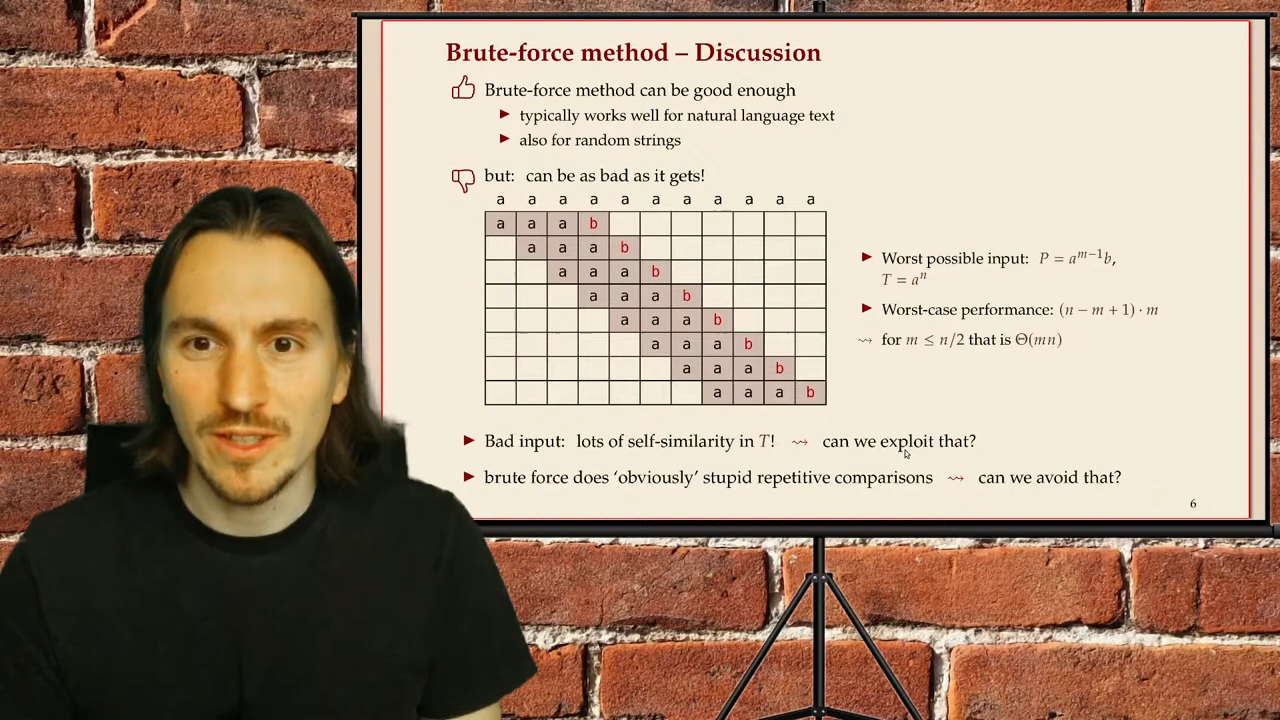 Brute-force method – Discussion
Brute-force method can be good enough
▶ typically works well for natural language text
▶ also for random strings
but: can be as bad as it gets!
a a a a a a a a a a a
a a a b
a a a b
a a a b
a a a b
a a a b
a a a b
a a a b
a a a b
▶ Worst possible input: P = a^{m−1}b,
T = a^n
▶ Worst-case performance: (n − m + 1) · m
⇝ for m ≤ n/2 that is Θ(mn)
▶ Bad input: lots of self-similarity in T! ⇝ can we exploit that?
▶ brute force does ‘obviously’ stupid repetitive comparisons ⇝ can we avoid that?
6